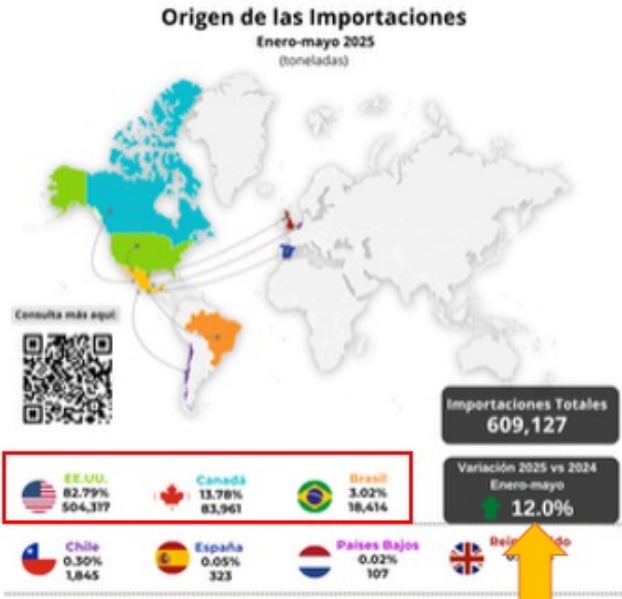 Origen de las Importaciones
Enero-mayo 2025
(toneladas)
Consulta más aquí:
Importaciones Totales
609,127
EE.UU.
82.79%
504,317
Canadá
13.78%
83,961
Brasil
3.02%
18,414
Variación 2025 vs 2024
Enero-mayo
12.0%
Chile
0.30%
1,845
España
0.05%
323
Países Bajos
0.02%
107